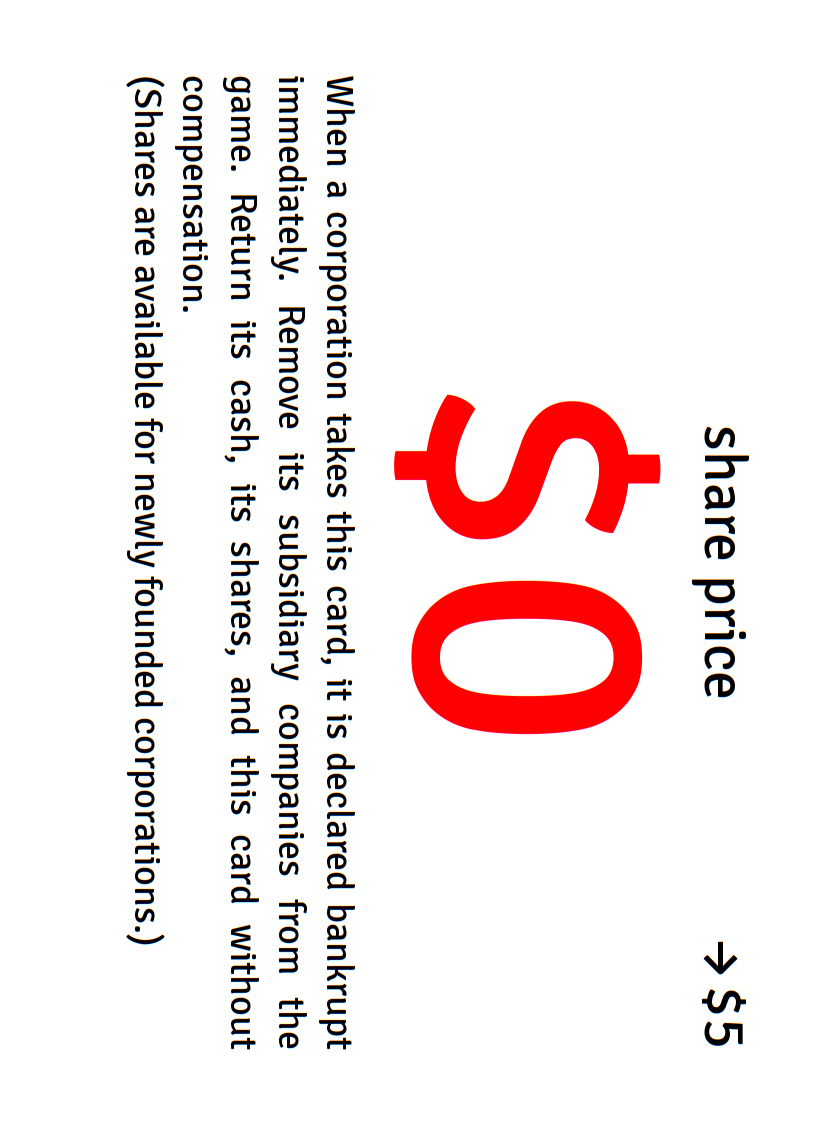 share price
→ $5
$0
When a corporation takes this card, it is declared bankrupt
immediately. Remove its subsidiary companies from the
game. Return its cash, its shares, and this card without
compensation.
(Shares are available for newly founded corporations.)